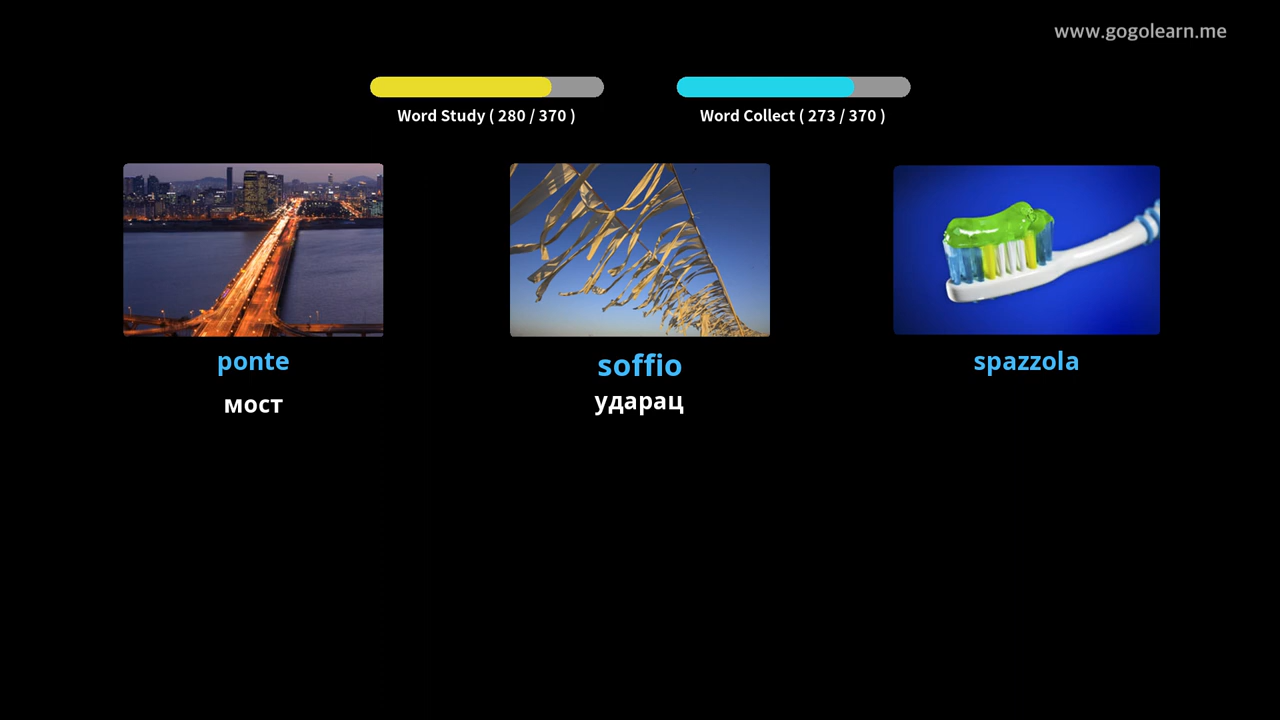 www.gogolearn.me
Word Study ( 280 / 370 )
Word Collect ( 273 / 370 )
ponte
soffio
spazzola
мост
ударац